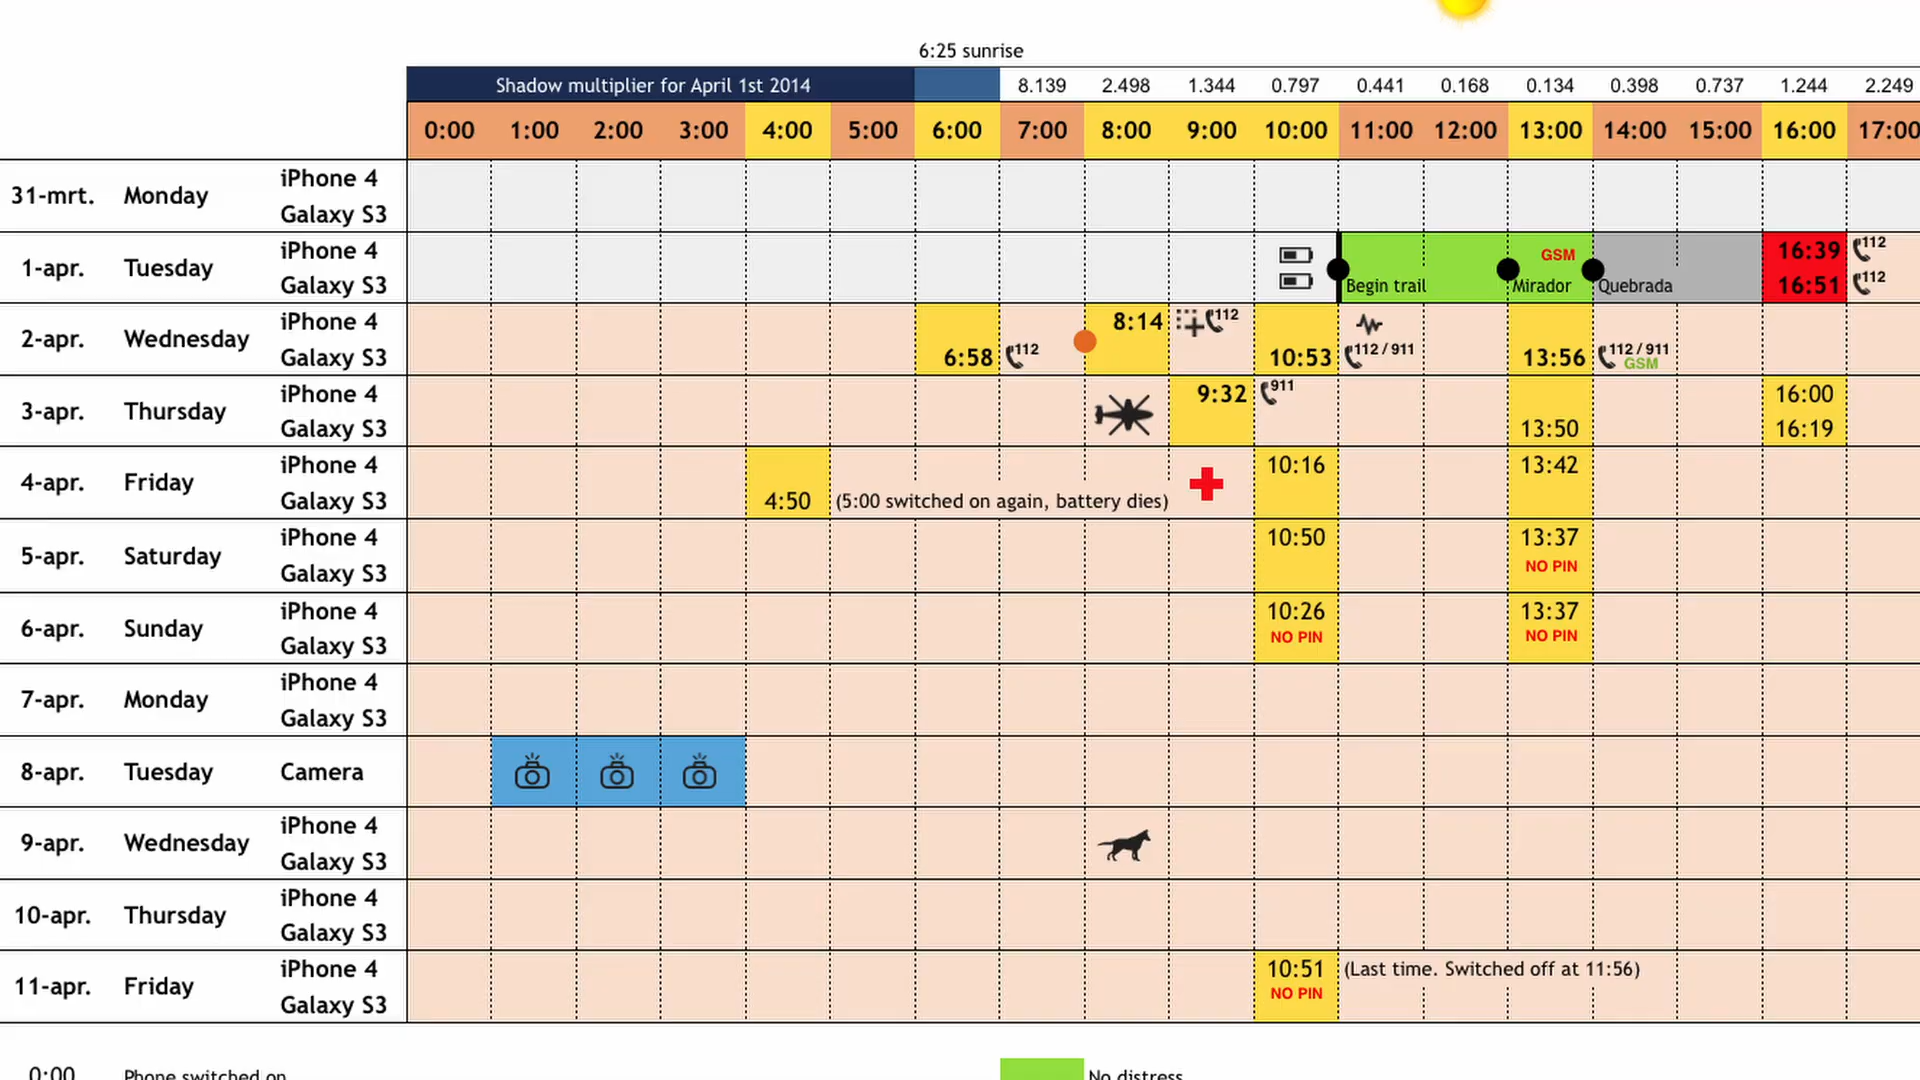 6:25 sunrise
Shadow multiplier for April 1st 2014 8.139 2.498 1.344 0.797 0.441 0.168 0.134 0.398 0.737 1.244 2.249
0:00 1:00 2:00 3:00 4:00 5:00 6:00 7:00 8:00 9:00 10:00 11:00 12:00 13:00 14:00 15:00 16:00 17:00
31-mrt. Monday iPhone 4
Galaxy S3
1-apr. Tuesday iPhone 4 GSM 16:39 112
Galaxy S3 Begin trail Mirador Quebrada 16:51 112
2-apr. Wednesday iPhone 4 8:14 112
Galaxy S3 6:58 112 10:53 112 / 911 13:56 112 / 911
GSM
3-apr. Thursday iPhone 4 9:32 911 16:00
Galaxy S3 13:50 16:19
4-apr. Friday iPhone 4 10:16 13:42
Galaxy S3 4:50 (5:00 switched on again, battery dies)
5-apr. Saturday iPhone 4 10:50 13:37
Galaxy S3 NO PIN
6-apr. Sunday iPhone 4 10:26 13:37
Galaxy S3 NO PIN NO PIN
7-apr. Monday iPhone 4
Galaxy S3
8-apr. Tuesday Camera
9-apr. Wednesday iPhone 4
Galaxy S3
10-apr. Thursday iPhone 4
Galaxy S3
11-apr. Friday iPhone 4 10:51 (Last time. Switched off at 11:56)
Galaxy S3 NO PIN
0:00 Phone switched on No distress